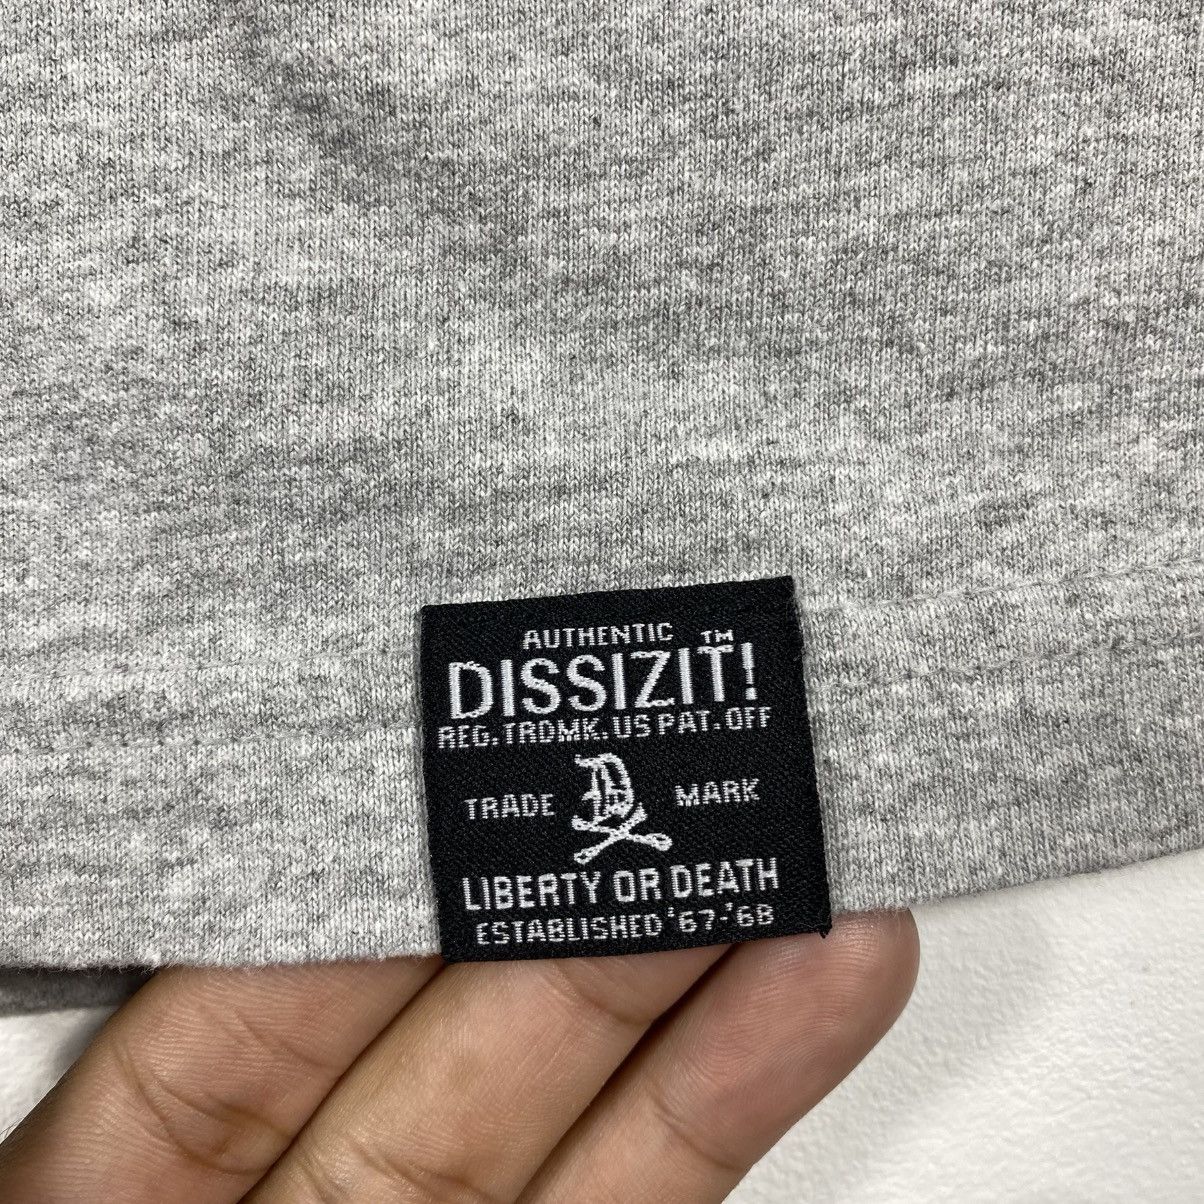 AUTHENTIC
DISSIZIT!™
REG. TRDMK. US PAT. OFF
TRADE D MARK
LIBERTY OR DEATH
ESTABLISHED '67-'68